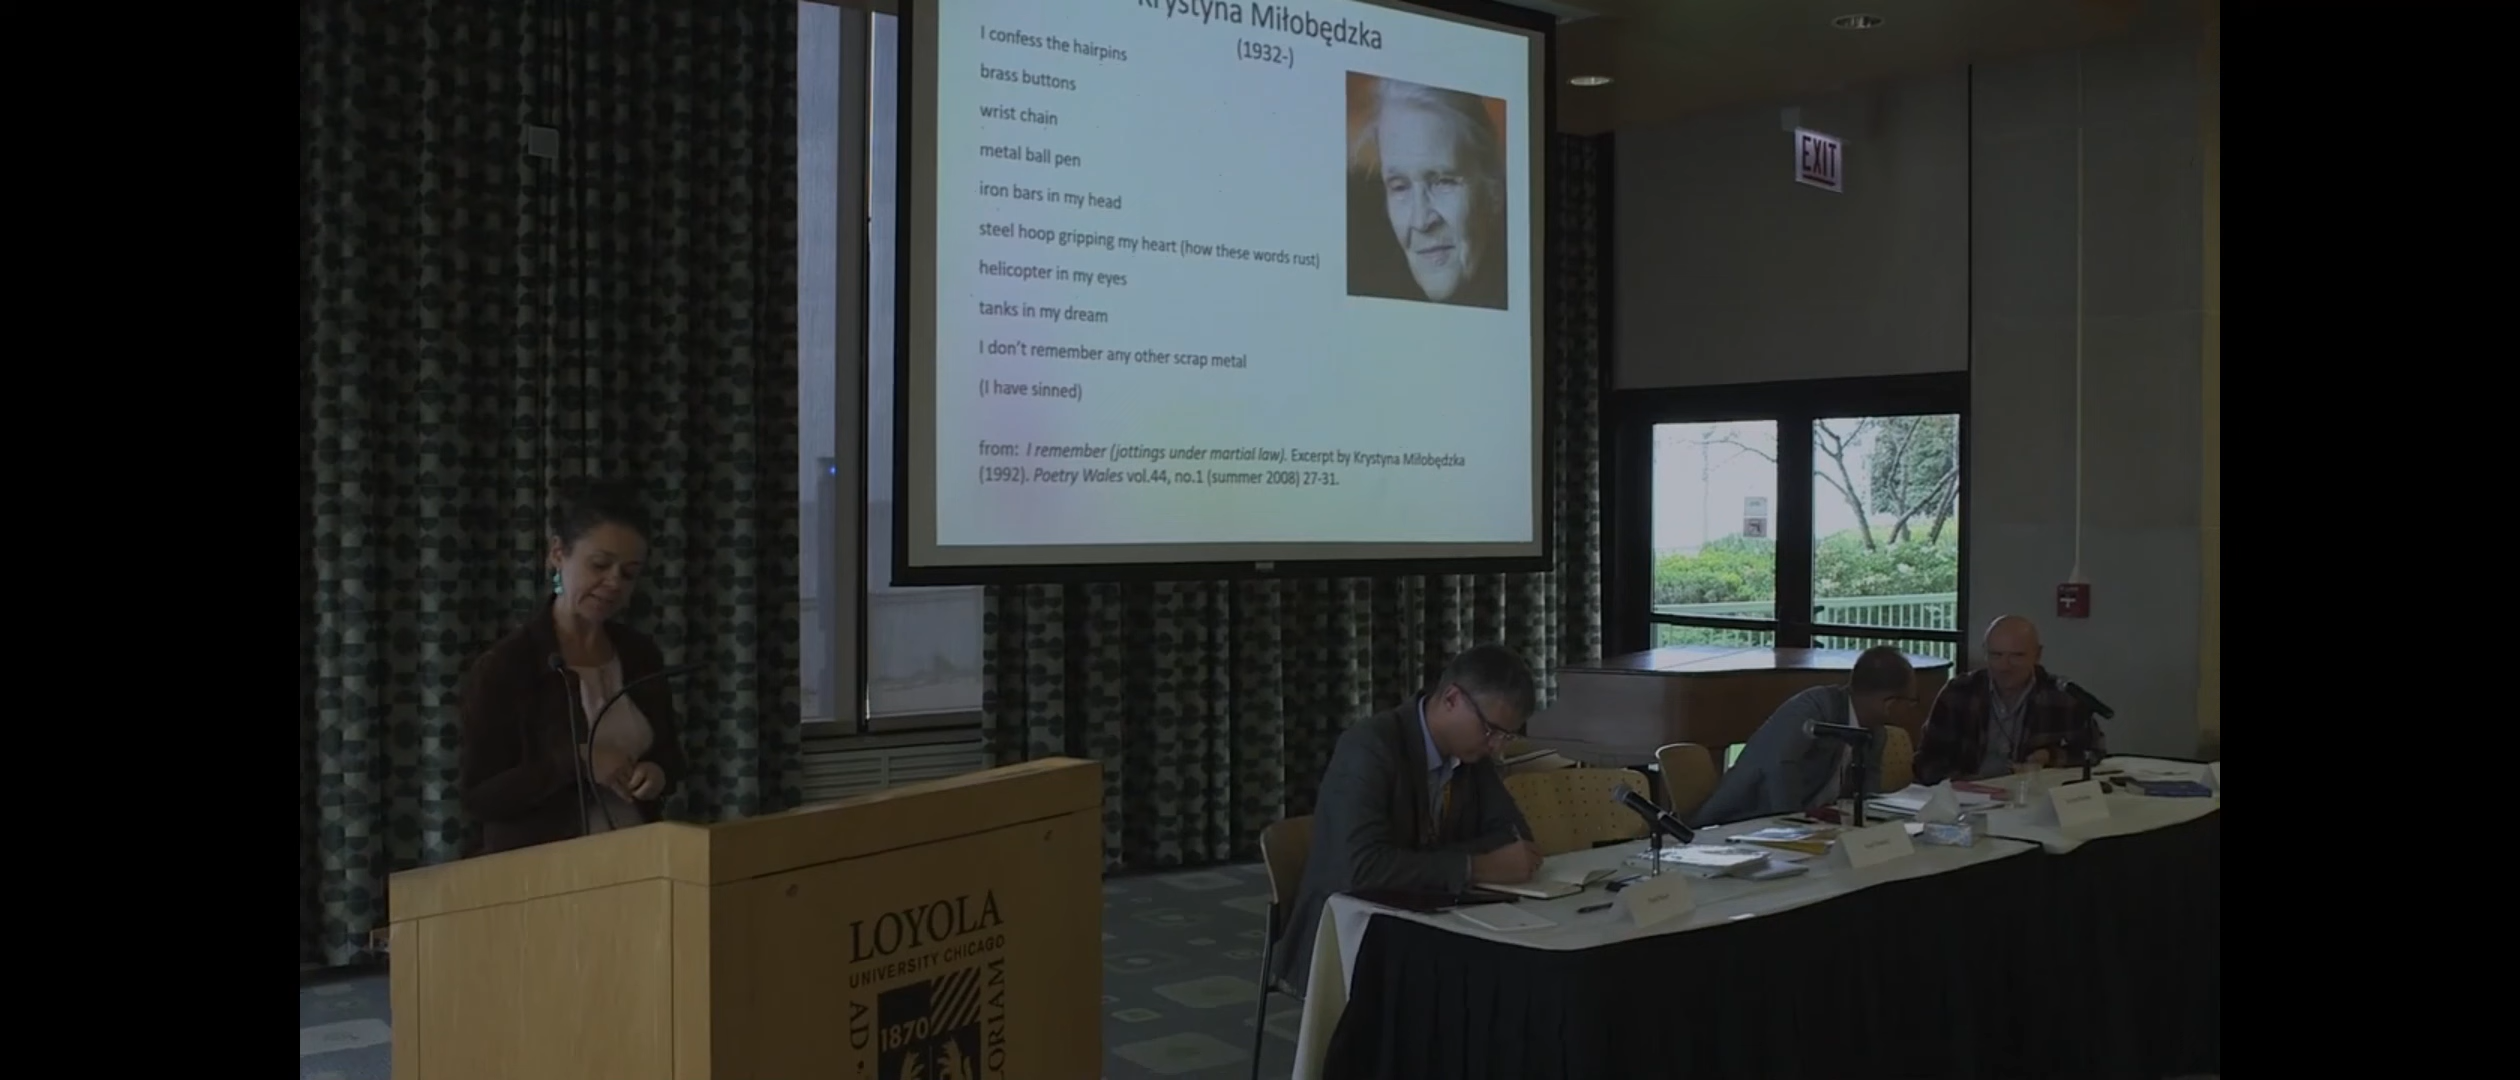 Krystyna Miłobędzka
(1932-)
I confess the hairpins
brass buttons
wrist chain
metal ball pen
iron bars in my head
steel hoop gripping my heart (how these words rust)
helicopter in my eyes
tanks in my dream
I don't remember any other scrap metal
(I have sinned)
from: I remember (jottings under martial law). Excerpt by Krystyna Miłobędzka
(1992). Poetry Wales vol.44, no.1 (summer 2008) 27-31.
EXIT
LOYOLA
UNIVERSITY CHICAGO
AD •
1870
LORIAM